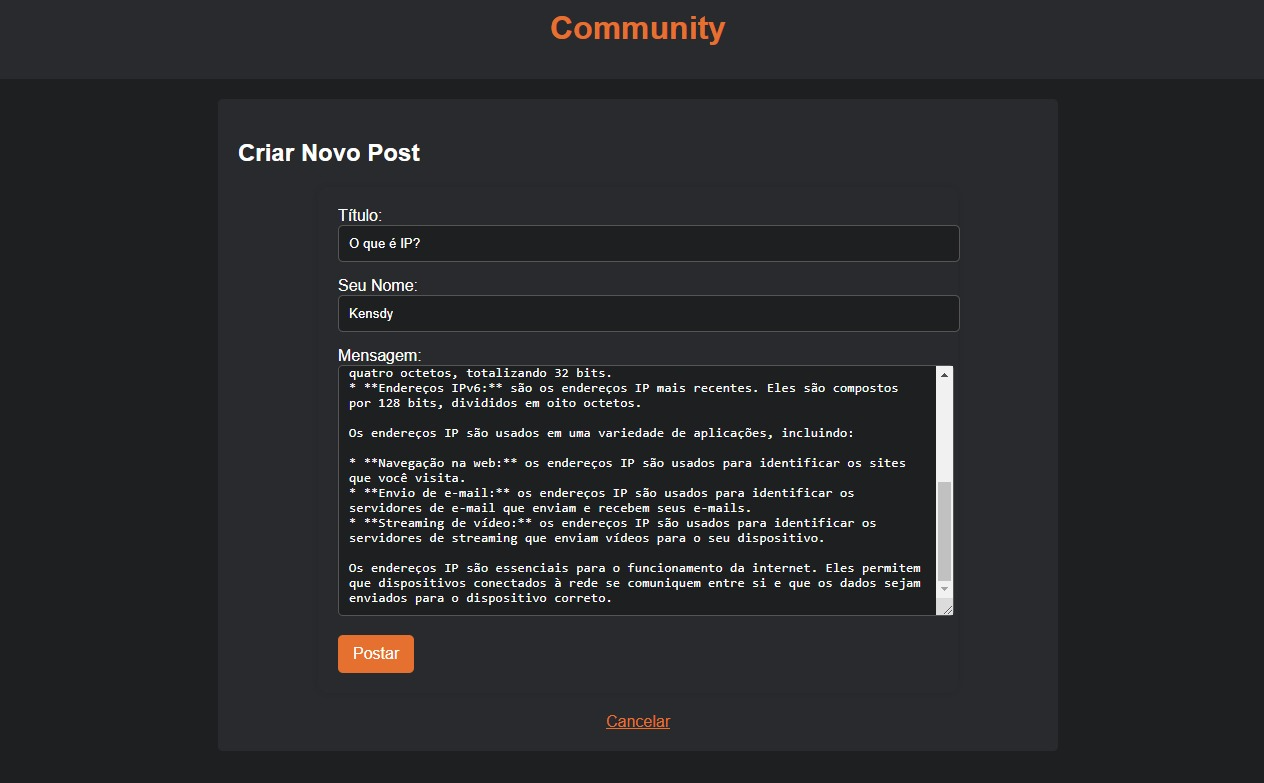 Community
Criar Novo Post
Título:
O que é IP?
Seu Nome:
Kensdy
Mensagem:
quatro octetos, totalizando 32 bits.
* **Endereços IPv6:** são os endereços IP mais recentes. Eles são compostos
por 128 bits, divididos em oito octetos.
Os endereços IP são usados em uma variedade de aplicações, incluindo:
* **Navegação na web:** os endereços IP são usados para identificar os sites
que você visita.
* **Envio de e-mail:** os endereços IP são usados para identificar os
servidores de e-mail que enviam e recebem seus e-mails.
* **Streaming de vídeo:** os endereços IP são usados para identificar os
servidores de streaming que enviam vídeos para o seu dispositivo.
Os endereços IP são essenciais para o funcionamento da internet. Eles permitem
que dispositivos conectados à rede se comuniquem entre si e que os dados sejam
enviados para o dispositivo correto.
Postar
Cancelar